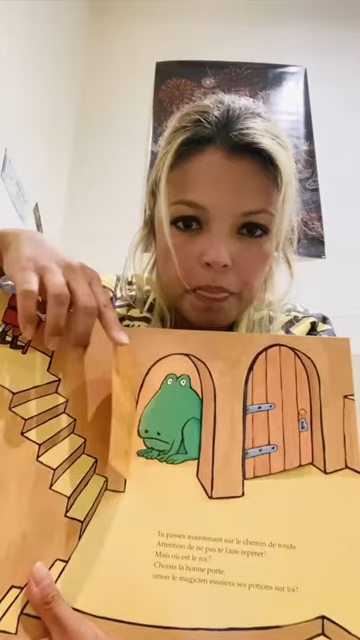 Tu passes maintenant sur le chemin de ronde
Attention de ne pas te faire repérer!
Mais où est le roi?
Choisis la bonne porte,
sinon le magicien essaiera ses potions sur toi!